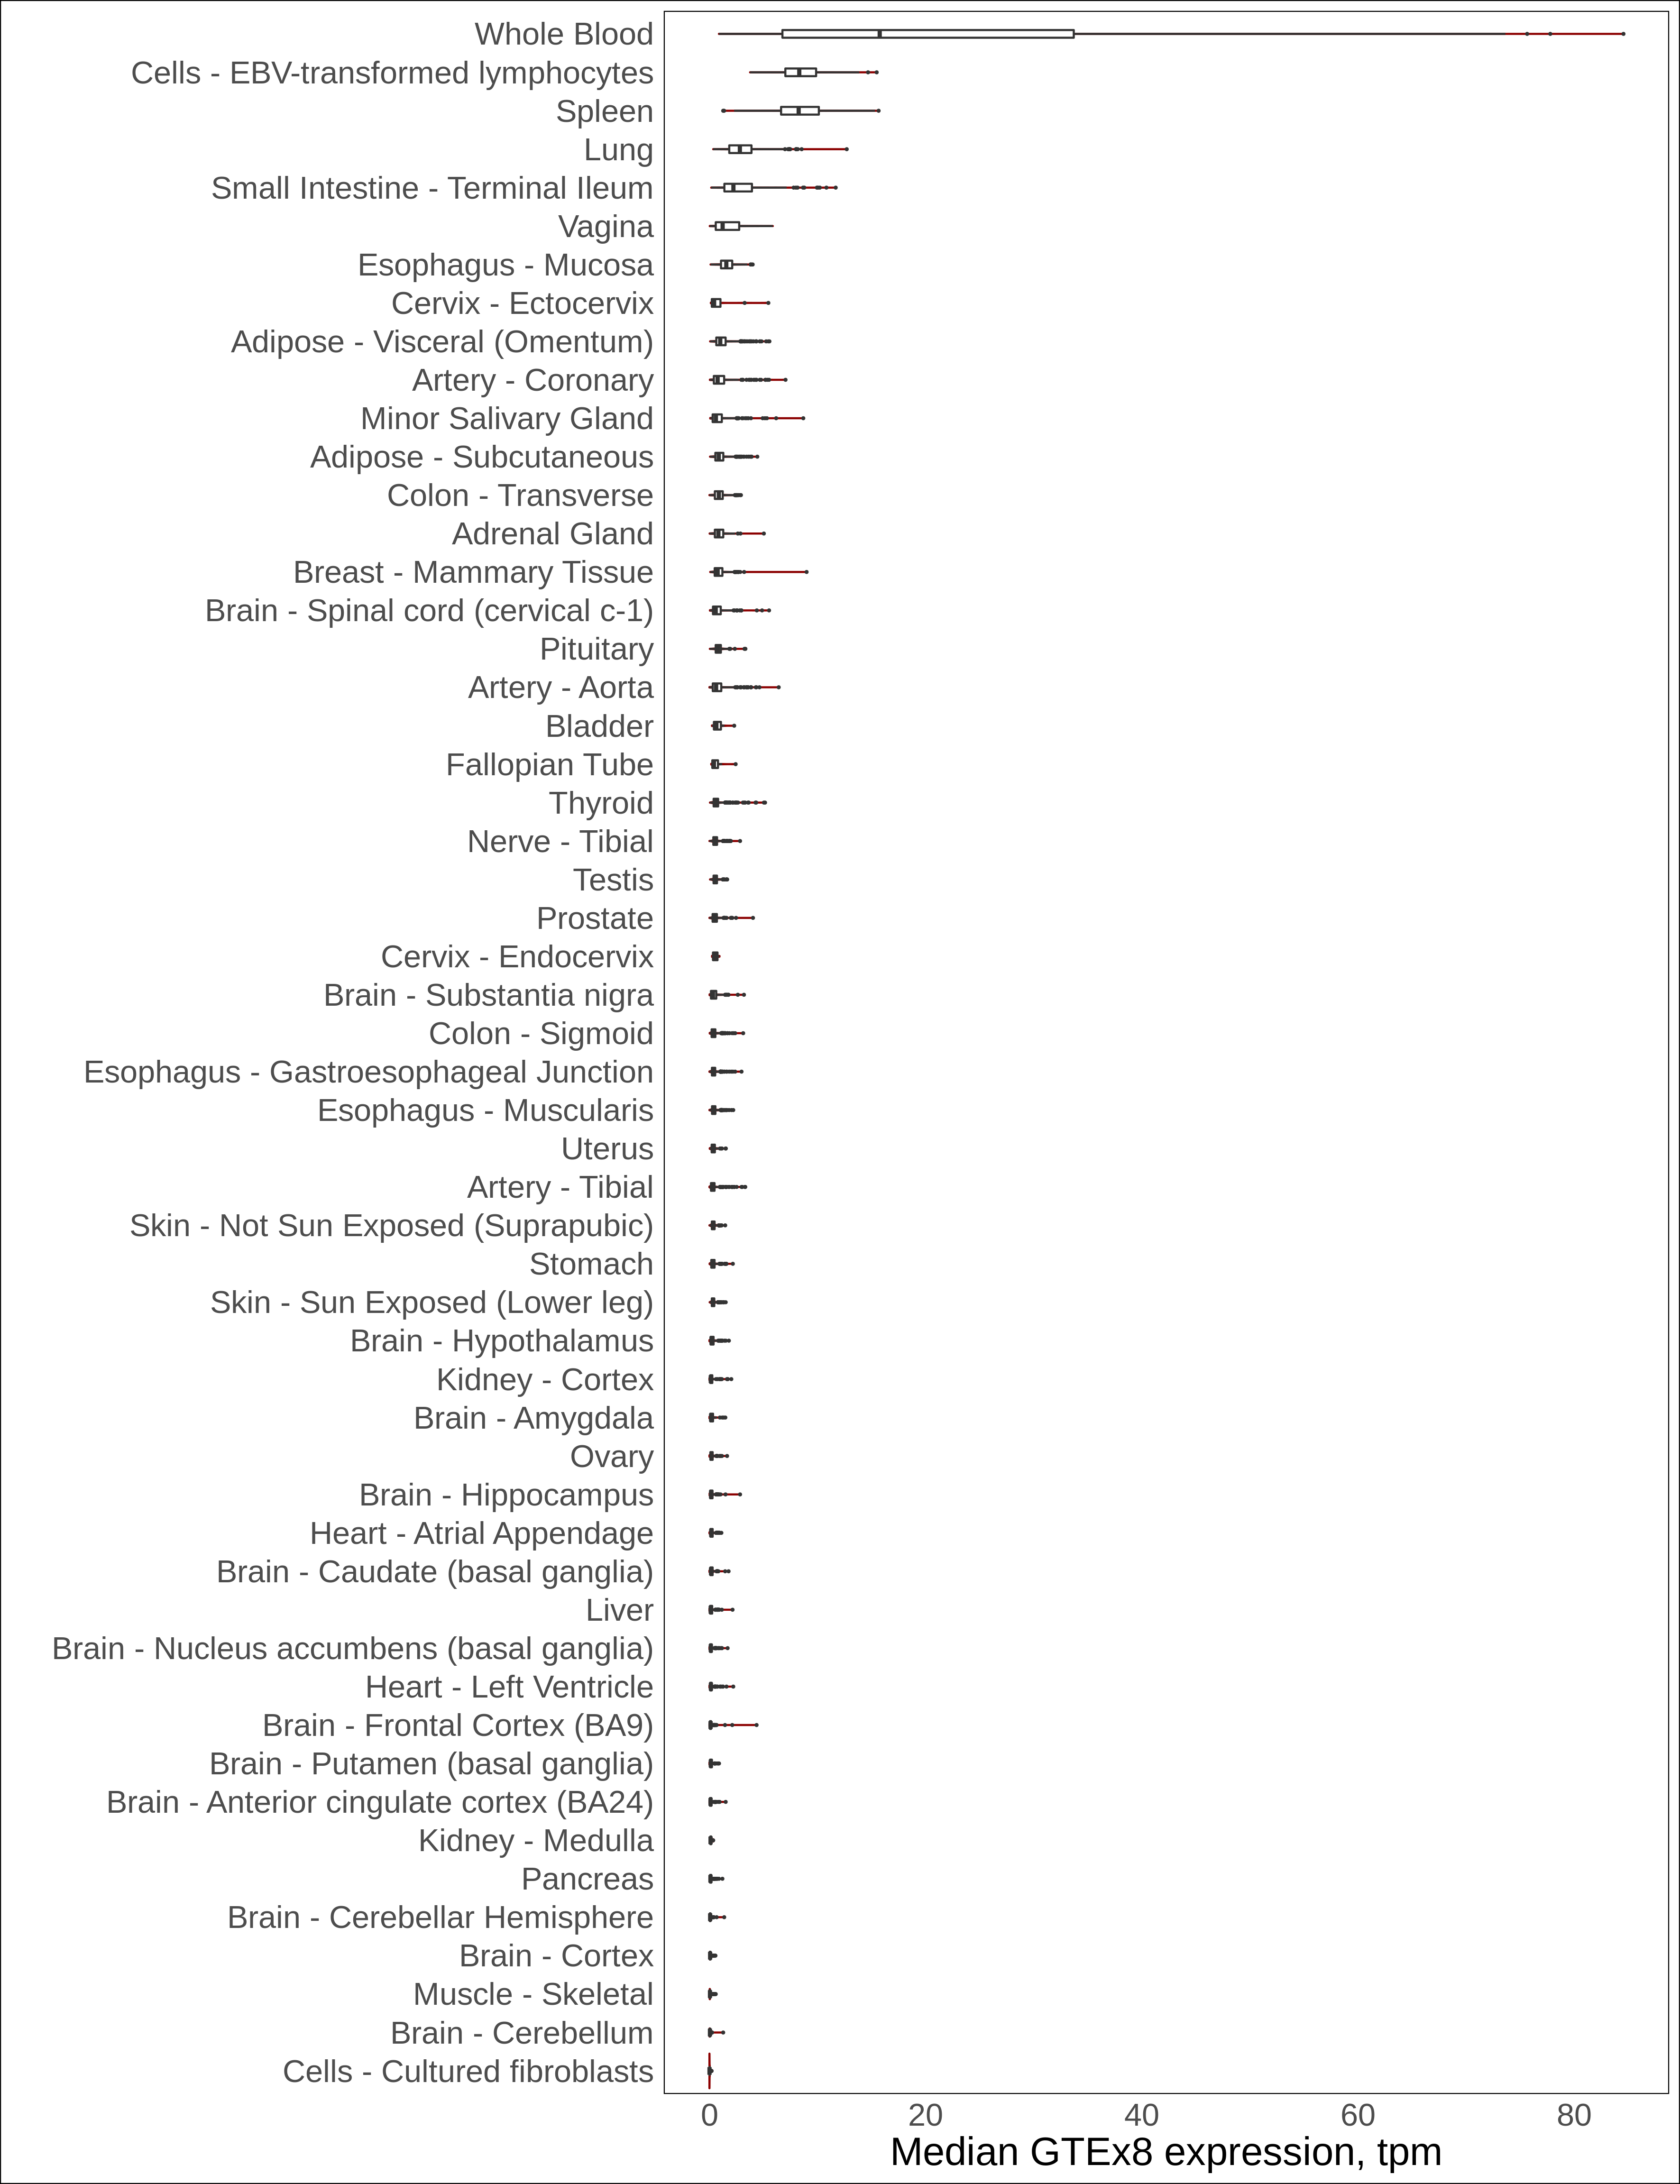 Whole Blood
Cells - EBV-transformed lymphocytes
Spleen
Lung
Small Intestine - Terminal Ileum
Vagina
Esophagus - Mucosa
Cervix - Ectocervix
Adipose - Visceral (Omentum)
Artery - Coronary
Minor Salivary Gland
Adipose - Subcutaneous
Colon - Transverse
Adrenal Gland
Breast - Mammary Tissue
Brain - Spinal cord (cervical c-1)
Pituitary
Artery - Aorta
Bladder
Fallopian Tube
Thyroid
Nerve - Tibial
Testis
Prostate
Cervix - Endocervix
Brain - Substantia nigra
Colon - Sigmoid
Esophagus - Gastroesophageal Junction
Esophagus - Muscularis
Uterus
Artery - Tibial
Skin - Not Sun Exposed (Suprapubic)
Stomach
Skin - Sun Exposed (Lower leg)
Brain - Hypothalamus
Kidney - Cortex
Brain - Amygdala
Ovary
Brain - Hippocampus
Heart - Atrial Appendage
Brain - Caudate (basal ganglia)
Liver
Brain - Nucleus accumbens (basal ganglia)
Heart - Left Ventricle
Brain - Frontal Cortex (BA9)
Brain - Putamen (basal ganglia)
Brain - Anterior cingulate cortex (BA24)
Kidney - Medulla
Pancreas
Brain - Cerebellar Hemisphere
Brain - Cortex
Muscle - Skeletal
Brain - Cerebellum
Cells - Cultured fibroblasts
0 20 40 60 80
Median GTEx8 expression, tpm